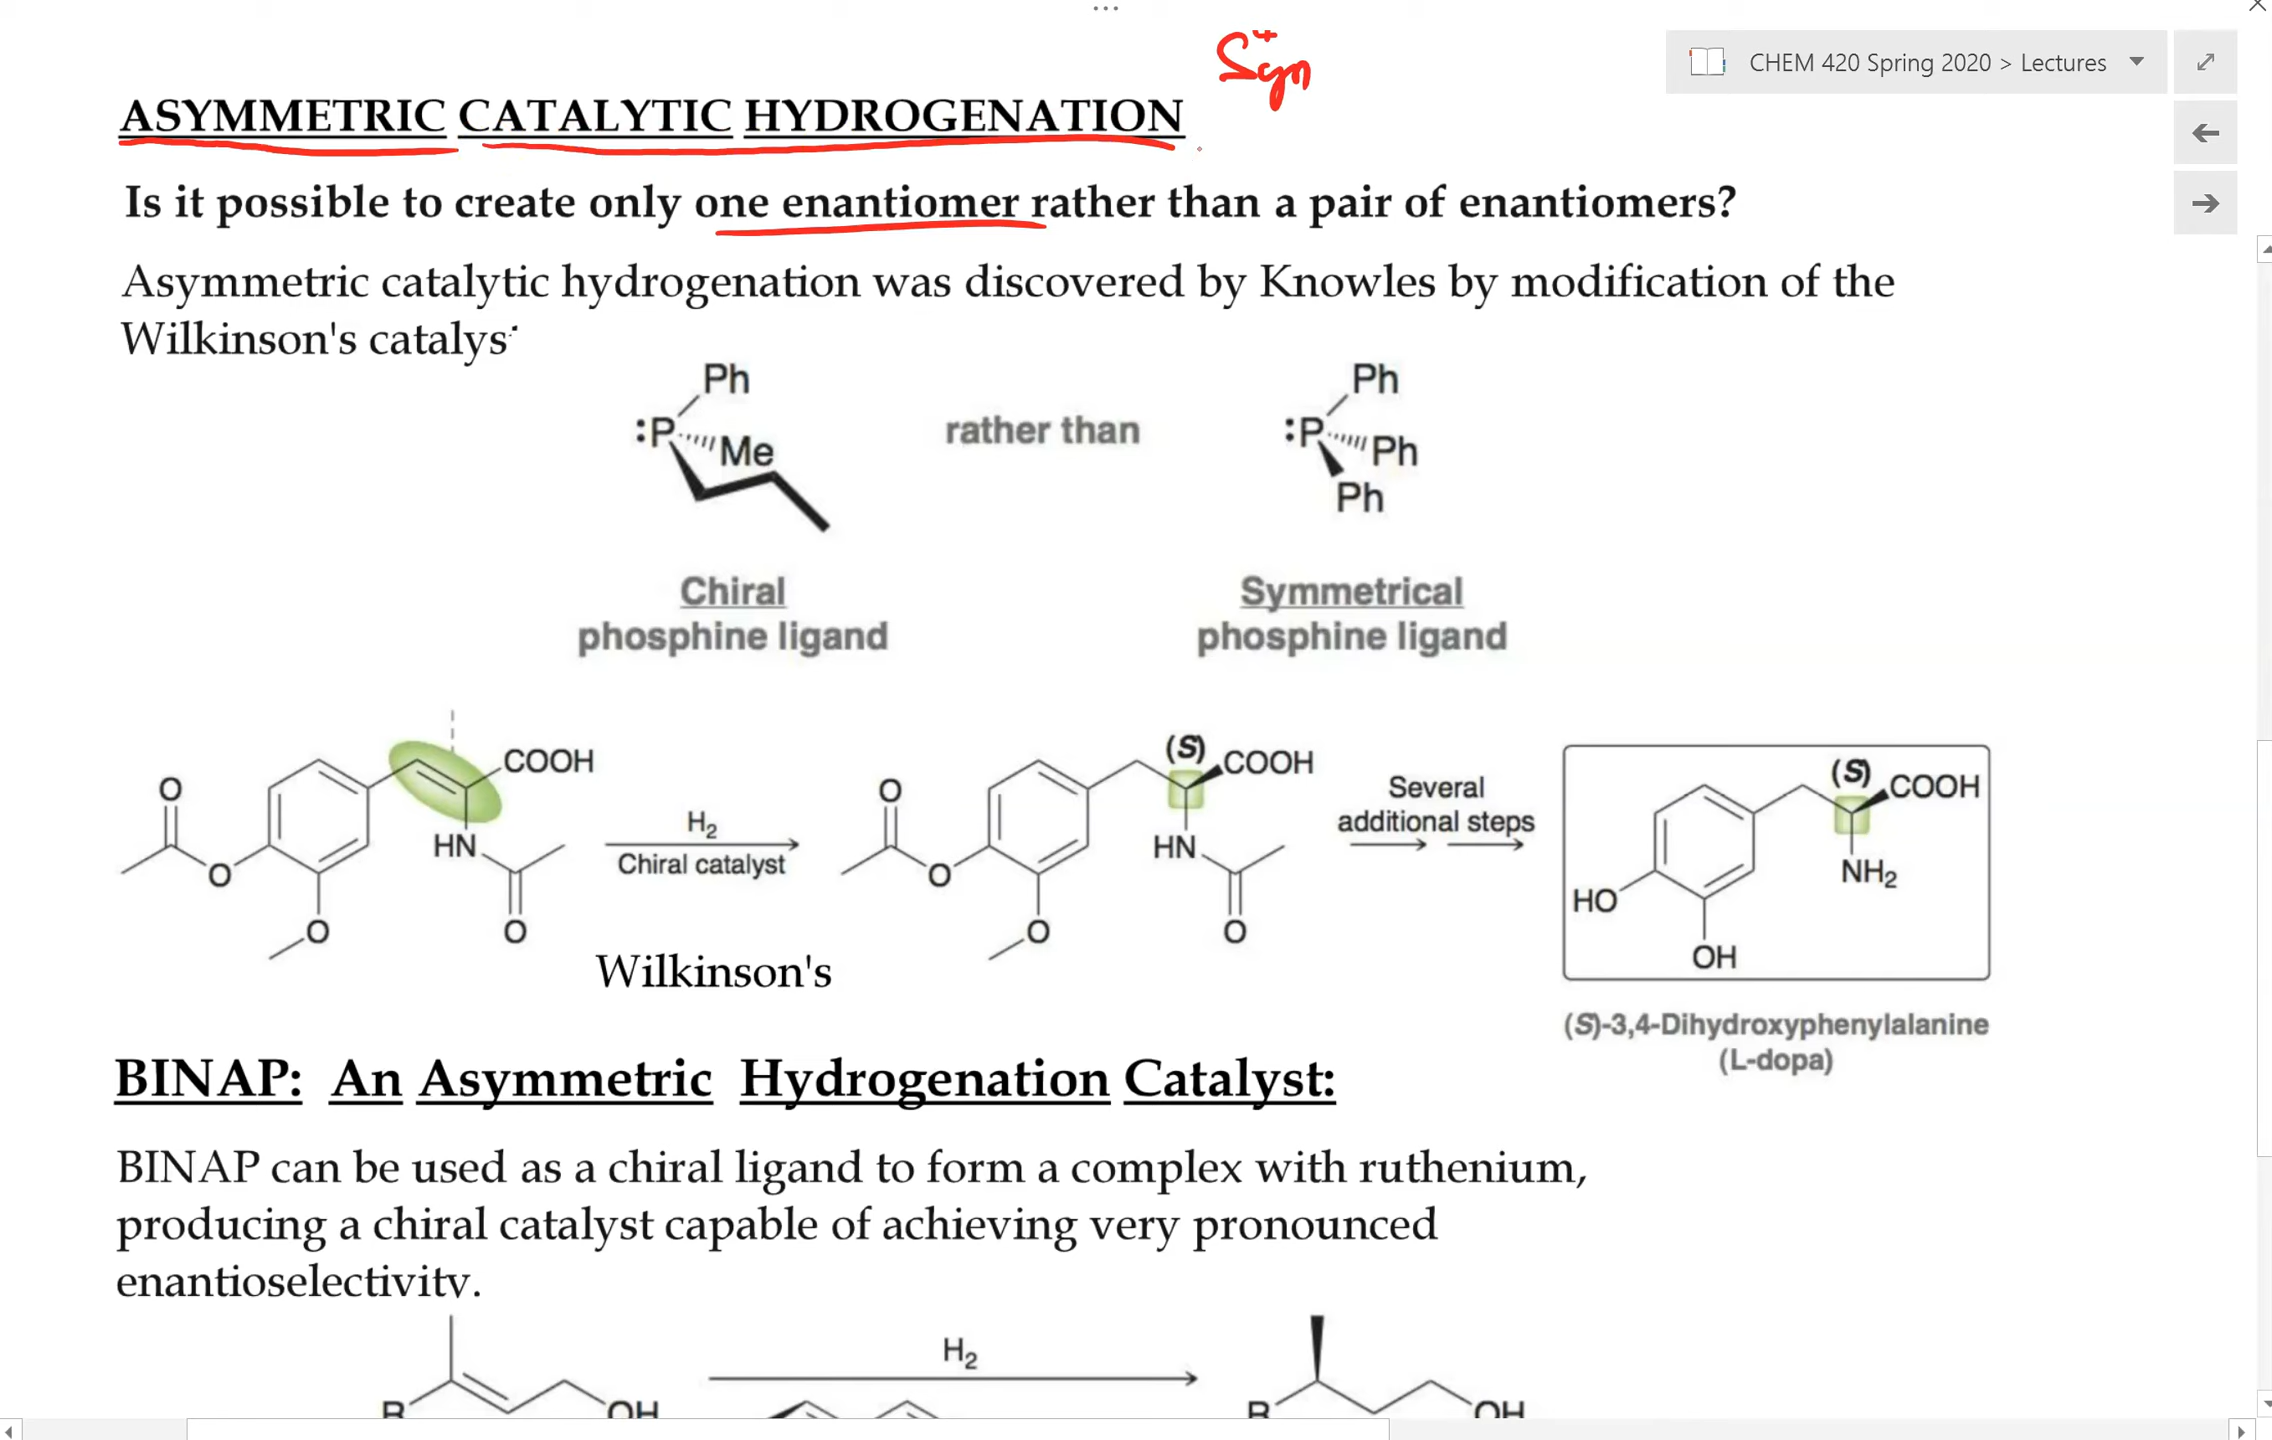 Syn
CHEM 420 Spring 2020 > Lectures
ASYMMETRIC CATALYTIC HYDROGENATION
Is it possible to create only one enantiomer rather than a pair of enantiomers?
Asymmetric catalytic hydrogenation was discovered by Knowles by modification of the
Wilkinson's catalys
Ph
:P
Me
rather than
Ph
:P
Ph
Ph
Chiral
phosphine ligand
Symmetrical
phosphine ligand
O
O
O
COOH
HN
O
H₂
Chiral catalyst
Wilkinson's
O
O
O
(S)
COOH
HN
O
Several
additional steps
(S)
COOH
NH₂
HO
OH
(S)-3,4-Dihydroxyphenylalanine
(L-dopa)
BINAP: An Asymmetric Hydrogenation Catalyst:
BINAP can be used as a chiral ligand to form a complex with ruthenium,
producing a chiral catalyst capable of achieving very pronounced
enantioselectivity.
R
OH
H₂
R
OH